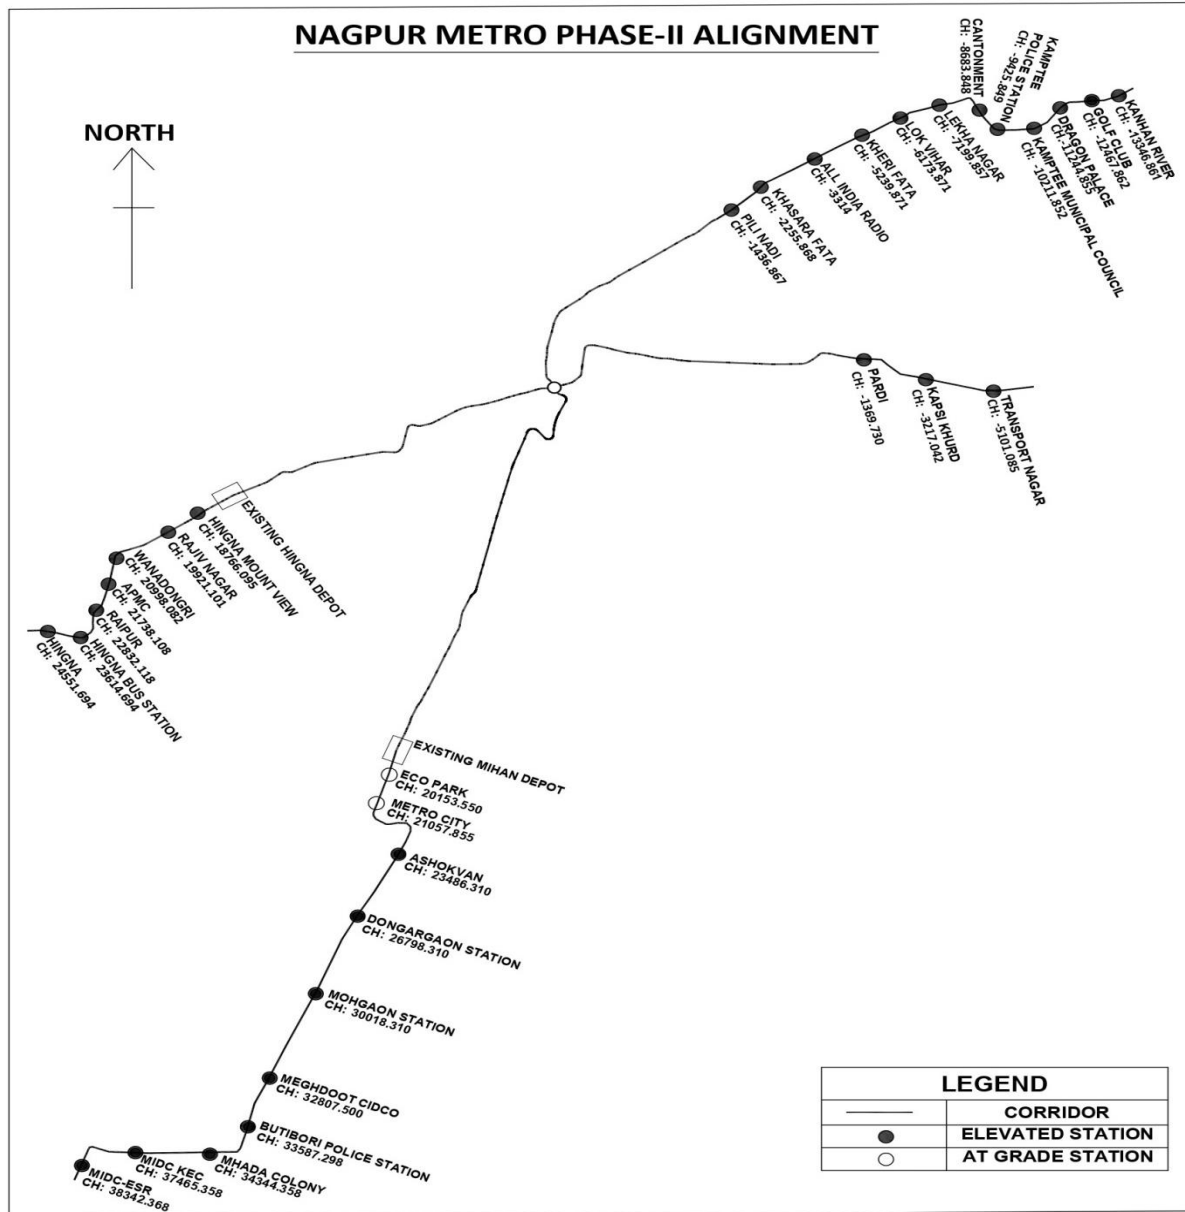 NAGPUR METRO PHASE-II ALIGNMENT
NORTH
CANTONMENT
CH: -8683.848
KAMPTEE
POLICE STATION
CH: -9425.849
KANHAN RIVER
CH: -13346.861
GOLF CLUB
CH: -12467.862
DRAGON PALACE
CH:-11244.855
KAMPTEE MUNICIPAL COUNCIL
CH: -10211.852
LEKHA NAGAR
CH: -7199.857
LOK VIHAR
CH: -6173.871
KHERI FATA
CH: -5239.871
ALL INDIA RADIO
CH: -3314
KHASARA FATA
CH: -2255.868
PILI NADI
CH: -1436.867
PARDI
CH: -1369.730
KAPSI KHURD
CH: -3217.042
TRANSPORT NAGAR
CH: -5101.085
EXISTING HINGNA DEPOT
HINGNA MOUNT VIEW
CH: 18766.095
RAJIV NAGAR
CH: 19921.101
WANADONGRI
CH: 20998.082
APMC
CH: 21738.108
RAIPUR
CH: 22832.118
HINGNA BUS STATION
CH: 23614.694
HINGNA
CH: 24551.694
EXISTING MIHAN DEPOT
ECO PARK
CH: 20153.550
METRO CITY
CH: 21057.855
ASHOKVAN
CH: 23486.310
DONGARGAON STATION
CH: 26798.310
MOHGAON STATION
CH: 30018.310
MEGHDOOT CIDCO
CH: 32807.500
BUTIBORI POLICE STATION
CH: 33587.298
MHADA COLONY
CH: 34344.358
MIDC KEC
CH: 37465.358
MIDC-ESR
CH: 38342.368
LEGEND
CORRIDOR
ELEVATED STATION
AT GRADE STATION